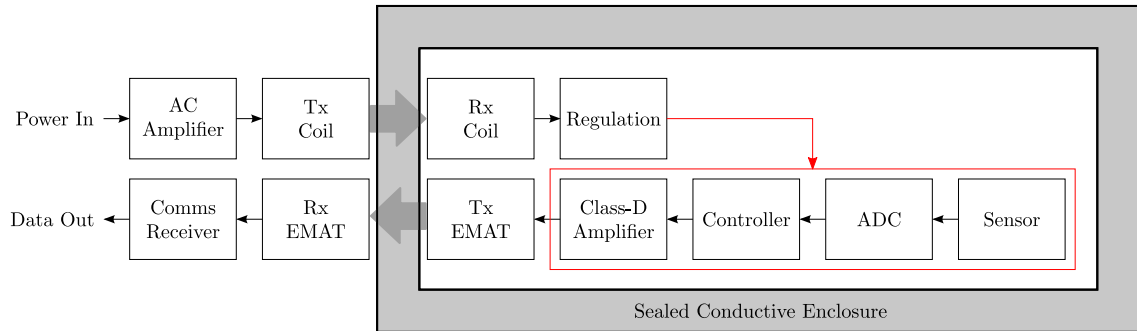 Power In
AC
Amplifier
Tx
Coil
Rx
Coil
Regulation
Data Out
Comms
Receiver
Rx
EMAT
Tx
EMAT
Class-D
Amplifier
Controller
ADC
Sensor
Sealed Conductive Enclosure